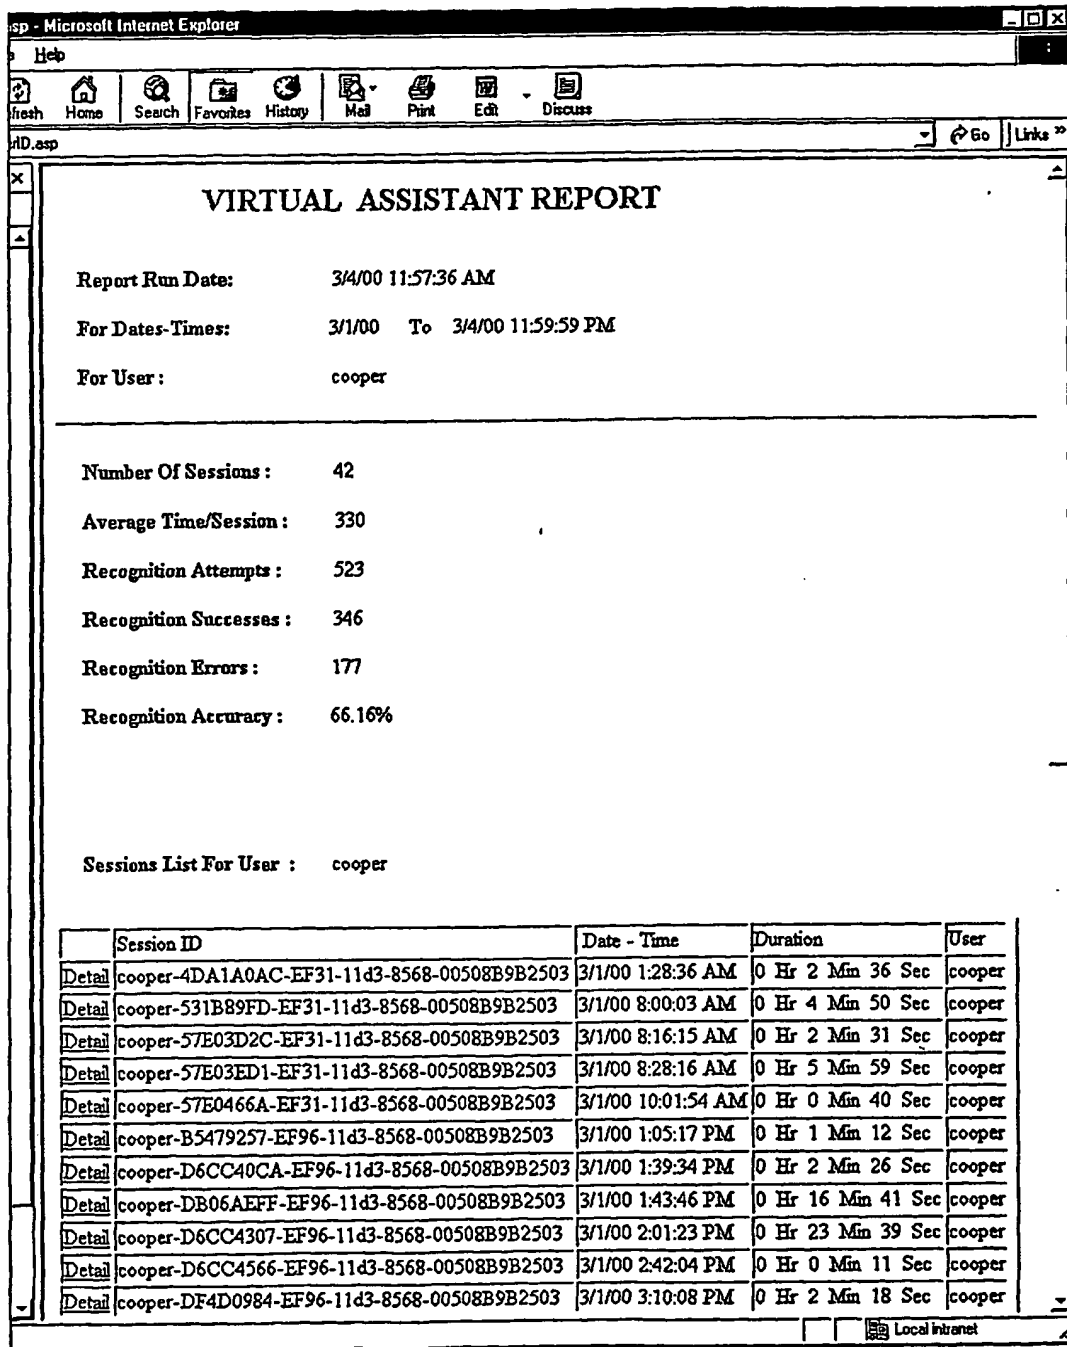 sp - Microsoft Internet Explorer
Help
Home Search Favorites History Mail Print Edit Discuss
rID.asp Go Links »
VIRTUAL ASSISTANT REPORT
Report Run Date: 3/4/00 11:57:36 AM
For Dates-Times: 3/1/00 To 3/4/00 11:59:59 PM
For User : cooper
Number Of Sessions : 42
Average Time/Session : 330
Recognition Attempts : 523
Recognition Successes : 346
Recognition Errors : 177
Recognition Accuracy : 66.16%
Sessions List For User : cooper
Session ID Date - Time Duration User
Detail cooper-4DA1A0AC-EF31-11d3-8568-00508B9B2503 3/1/00 1:28:36 AM 0 Hr 2 Min 36 Sec cooper
Detail cooper-531B89FD-EF31-11d3-8568-00508B9B2503 3/1/00 8:00:03 AM 0 Hr 4 Min 50 Sec cooper
Detail cooper-57E03D2C-EF31-11d3-8568-00508B9B2503 3/1/00 8:16:15 AM 0 Hr 2 Min 31 Sec cooper
Detail cooper-57E03ED1-EF31-11d3-8568-00508B9B2503 3/1/00 8:28:16 AM 0 Hr 5 Min 59 Sec cooper
Detail cooper-57E0466A-EF31-11d3-8568-00508B9B2503 3/1/00 10:01:54 AM 0 Hr 0 Min 40 Sec cooper
Detail cooper-B5479257-EF96-11d3-8568-00508B9B2503 3/1/00 1:05:17 PM 0 Hr 1 Min 12 Sec cooper
Detail cooper-D6CC40CA-EF96-11d3-8568-00508B9B2503 3/1/00 1:39:34 PM 0 Hr 2 Min 26 Sec cooper
Detail cooper-DB06AEFF-EF96-11d3-8568-00508B9B2503 3/1/00 1:43:46 PM 0 Hr 16 Min 41 Sec cooper
Detail cooper-D6CC4307-EF96-11d3-8568-00508B9B2503 3/1/00 2:01:23 PM 0 Hr 23 Min 39 Sec cooper
Detail cooper-D6CC4566-EF96-11d3-8568-00508B9B2503 3/1/00 2:42:04 PM 0 Hr 0 Min 11 Sec cooper
Detail cooper-DF4D0984-EF96-11d3-8568-00508B9B2503 3/1/00 3:10:08 PM 0 Hr 2 Min 18 Sec cooper
Local intranet